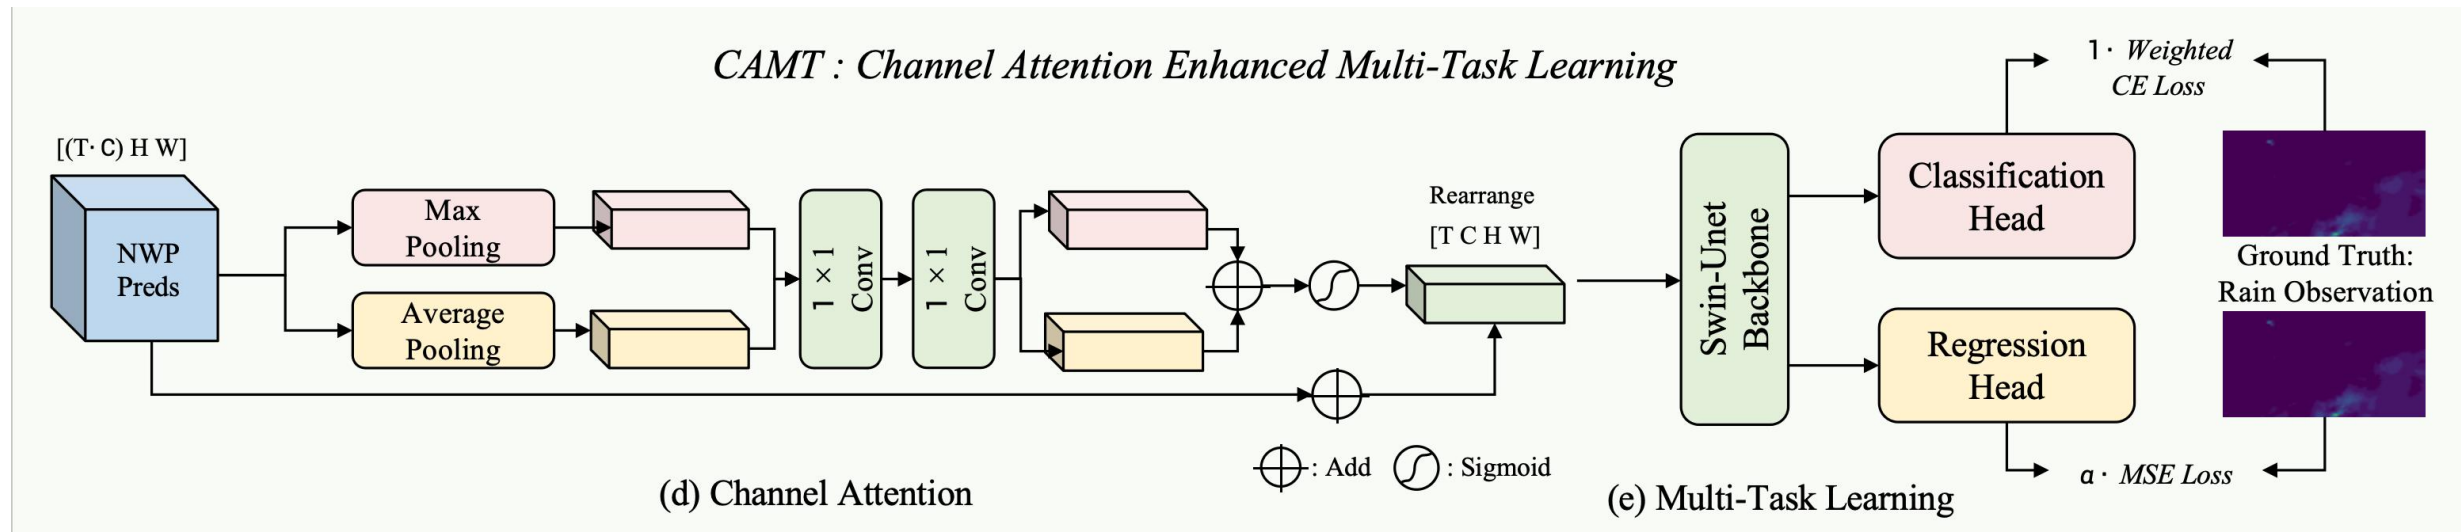 CAMT : Channel Attention Enhanced Multi-Task Learning
[(T· C) H W]
NWP
Preds
Max
Pooling
Average
Pooling
1 × 1
Conv
1 × 1
Conv
Rearrange
[T C H W]
: Add
: Sigmoid
(d) Channel Attention
Swin-Unet
Backbone
Classification
Head
Regression
Head
1 · Weighted
CE Loss
Ground Truth:
Rain Observation
α · MSE Loss
(e) Multi-Task Learning